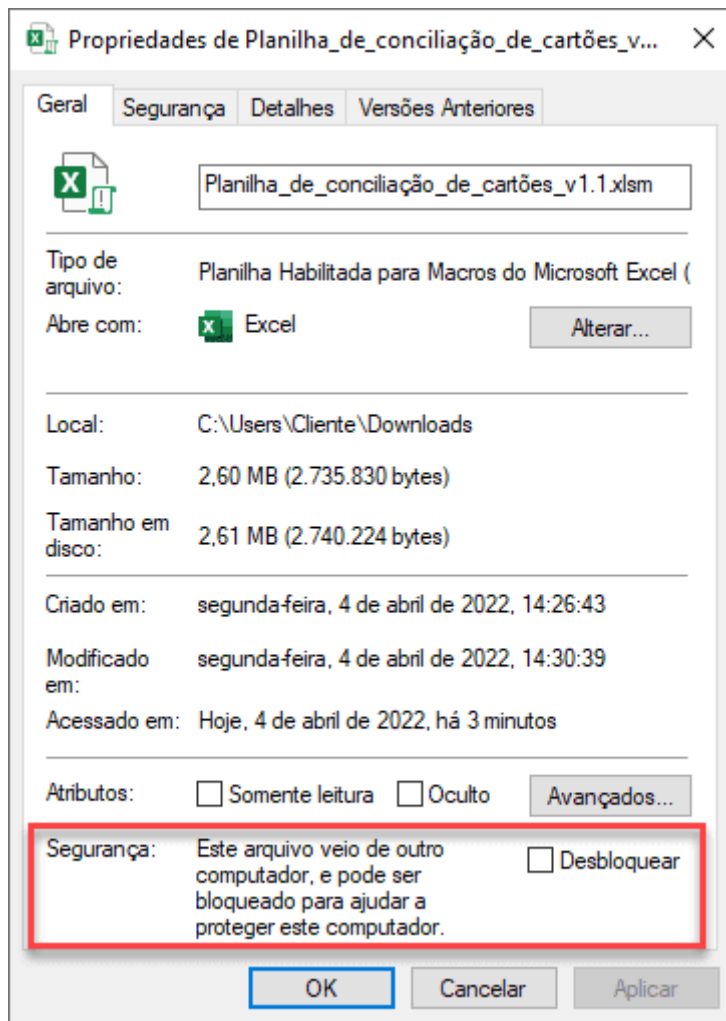 Propriedades de Planilha_de_conciliação_de_cartões_v...
Geral Segurança Detalhes Versões Anteriores
Planilha_de_conciliação_de_cartões_v1.1.xlsm
Tipo de
arquivo:
Planilha Habilitada para Macros do Microsoft Excel (
Abre com: Excel Alterar...
Local: C:\Users\Cliente\Downloads
Tamanho: 2,60 MB (2.735.830 bytes)
Tamanho em
disco:
2,61 MB (2.740.224 bytes)
Criado em: segunda-feira, 4 de abril de 2022, 14:26:43
Modificado
em:
segunda-feira, 4 de abril de 2022, 14:30:39
Acessado em: Hoje, 4 de abril de 2022, há 3 minutos
Atributos: Somente leitura Oculto Avançados...
Segurança: Este arquivo veio de outro
computador, e pode ser
bloqueado para ajudar a
proteger este computador.
Desbloquear
OK Cancelar Aplicar